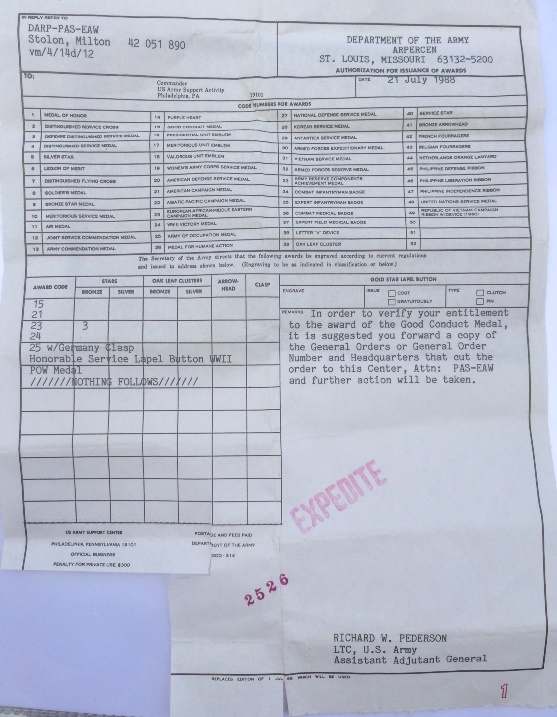 IN REPLY REFER TO
DARP-PAS-EAW
Stolon, Milton 42 051 890
vm/4/14d/12
DEPARTMENT OF THE ARMY
ARPERCEN
ST. LOUIS, MISSOURI 63132-5200
AUTHORIZATION FOR ISSUANCE OF AWARDS
TO:
DATE 21 July 1988
Commander
US Army Support Activity
Philadelphia, PA 19101
CODE NUMBERS FOR AWARDS
1 MEDAL OF HONOR
2 DISTINGUISHED SERVICE CROSS
3 DEFENSE DISTINGUISHED SERVICE MEDAL
4 DISTINGUISHED SERVICE MEDAL
5 SILVER STAR
6 LEGION OF MERIT
7 DISTINGUISHED FLYING CROSS
8 SOLDIER'S MEDAL
9 BRONZE STAR MEDAL
10 MERITORIOUS SERVICE MEDAL
11 AIR MEDAL
12 JOINT SERVICE COMMENDATION MEDAL
13 ARMY COMMENDATION MEDAL
14 PURPLE HEART
15 GOOD CONDUCT MEDAL
16 PRESIDENTIAL UNIT EMBLEM
17 MERITORIOUS UNIT EMBLEM
18 VALOROUS UNIT EMBLEM
19 WOMEN'S ARMY CORPS SERVICE MEDAL
20 AMERICAN DEFENSE SERVICE MEDAL
21 AMERICAN CAMPAIGN MEDAL
22 ASIATIC-PACIFIC CAMPAIGN MEDAL
23 EUROPEAN-AFRICAN-MIDDLE EASTERN
CAMPAIGN MEDAL
24 WWII VICTORY MEDAL
25 ARMY OF OCCUPATION MEDAL
26 MEDAL FOR HUMANE ACTION
27 NATIONAL DEFENSE SERVICE MEDAL
28 KOREAN SERVICE MEDAL
29 ANTARTICA SERVICE MEDAL
30 ARMED FORCES EXPEDITIONARY MEDAL
31 VIETNAM SERVICE MEDAL
32 ARMED FORCES RESERVE MEDAL
33 ARMY RESERVE COMPONENTS
ACHIEVEMENT MEDAL
34 COMBAT INFANTRYMAN BADGE
35 EXPERT INFANTRYMAN BADGE
36 COMBAT MEDICAL BADGE
37 EXPERT FIELD MEDICAL BADGE
38 LETTER "V" DEVICE
39 OAK LEAF CLUSTER
40 SERVICE STAR
41 BRONZE ARROWHEAD
42 FRENCH FOURRAGERE
43 BELGIAN FOURRAGERE
44 NETHERLANDS ORANGE LANYARD
45 PHILIPPINE DEFENSE RIBBON
46 PHILIPPINE LIBERATION RIBBON
47 PHILIPPINE INDEPENDENCE RIBBON
48 UNITED NATIONS SERVICE MEDAL
49 REPUBLIC OF VIETNAM CAMPAIGN
RIBBON W/DEVICE (1960)
50
51
52
The Secretary of the Army directs that the following awards be engraved according to current regulations
and issued to address shown below. (Engraving to be as indicated in classification or below.)
AWARD CODE
STARS
BRONZE SILVER
OAK LEAF CLUSTERS
BRONZE SILVER
ARROW-
HEAD
CLASP
ENGRAVE
GOLD STAR LAPEL BUTTON
ISSUE
COST
GRATUITOUSLY
TYPE
CLUTCH
PIN
15
21
23 3
24
25 w/Germany Clasp
Honorable Service Lapel Button WWII
POW Medal
///////NOTHING FOLLOWS///////
REMARKS In order to verify your entitlement
to the award of the Good Conduct Medal,
it is suggested you forward a copy of
the General Orders or General Order
Number and Headquarters that cut the
order to this Center, Attn: PAS-EAW
and further action will be taken.
EXPEDITE
US ARMY SUPPORT CENTER
PHILADELPHIA, PENNSYLVANIA 19101
OFFICIAL BUSINESS
PENALTY FOR PRIVATE USE $300
POSTAGE AND FEES PAID
DEPARTMENT OF THE ARMY
2526
RICHARD W. PEDERSON
LTC, U.S. Army
Assistant Adjutant General
REPLACES EDITION OF 1 WHICH WILL BE USED
1